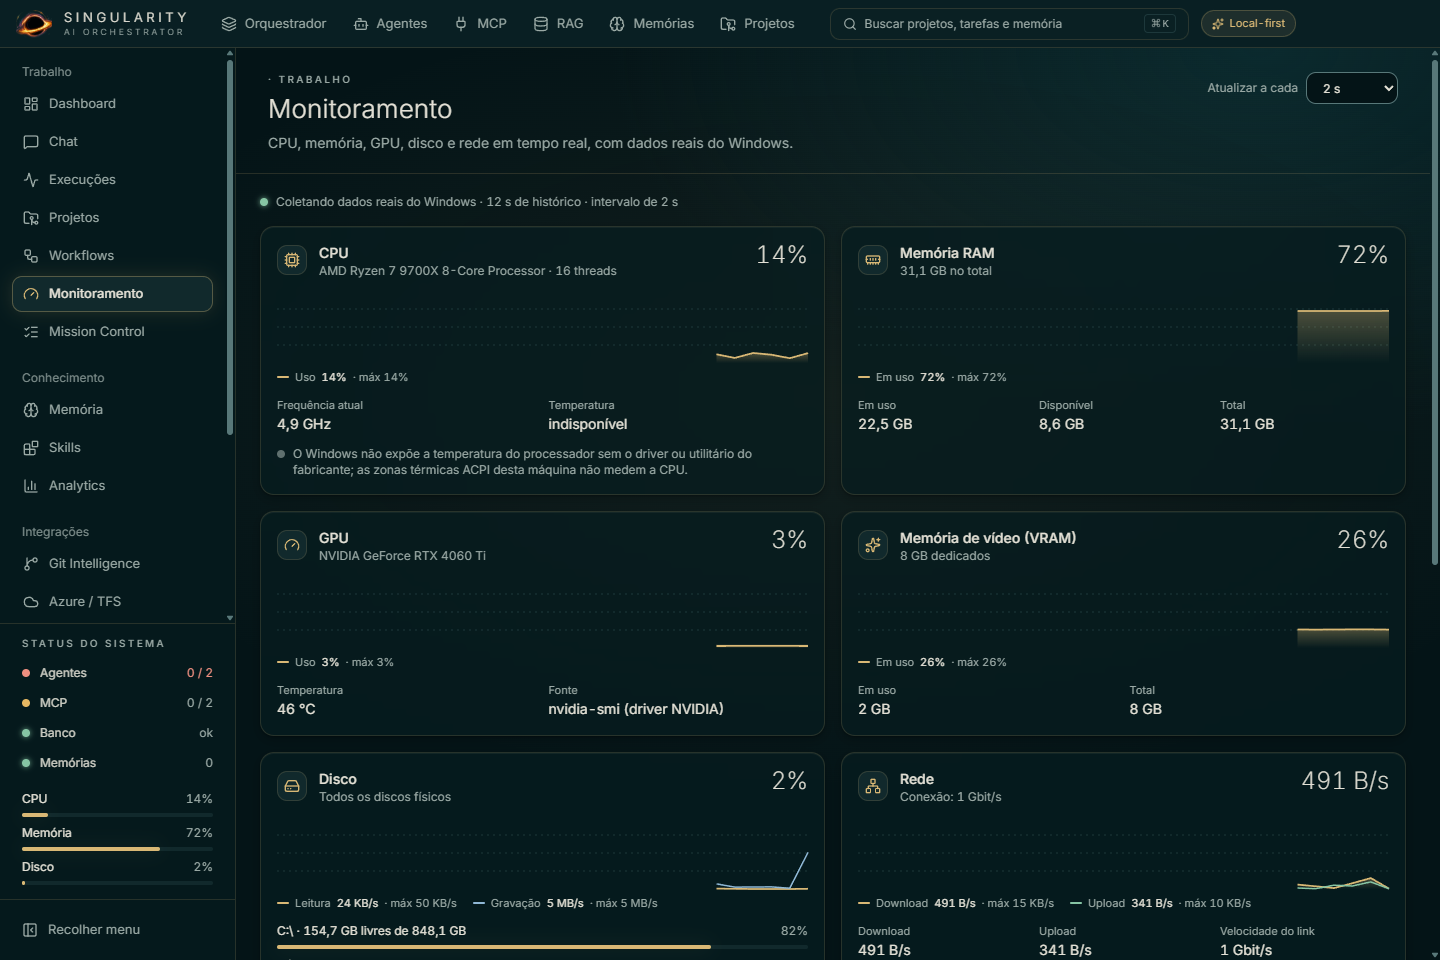 SINGULARITY
AI ORCHESTRATOR
Orquestrador
Agentes
MCP
RAG
Memórias
Projetos
Buscar projetos, tarefas e memória
⌘K
Local-first
Trabalho
Dashboard
Chat
Execuções
Projetos
Workflows
Monitoramento
Mission Control
Conhecimento
Memória
Skills
Analytics
Integrações
Git Intelligence
Azure / TFS
STATUS DO SISTEMA
Agentes 0 / 2
MCP 0 / 2
Banco ok
Memórias 0
CPU 14%
Memória 72%
Disco 2%
Recolher menu
· TRABALHO
Monitoramento
CPU, memória, GPU, disco e rede em tempo real, com dados reais do Windows.
Atualizar a cada 2 s
Coletando dados reais do Windows · 12 s de histórico · intervalo de 2 s
CPU 14%
AMD Ryzen 7 9700X 8-Core Processor · 16 threads
Uso 14% · máx 14%
Frequência atual Temperatura
4,9 GHz indisponível
O Windows não expõe a temperatura do processador sem o driver ou utilitário do
fabricante; as zonas térmicas ACPI desta máquina não medem a CPU.
Memória RAM 72%
31,1 GB no total
Em uso 72% · máx 72%
Em uso Disponível Total
22,5 GB 8,6 GB 31,1 GB
GPU 3%
NVIDIA GeForce RTX 4060 Ti
Uso 3% · máx 3%
Temperatura Fonte
46 °C nvidia-smi (driver NVIDIA)
Memória de vídeo (VRAM) 26%
8 GB dedicados
Em uso 26% · máx 26%
Em uso Total
2 GB 8 GB
Disco 2%
Todos os discos físicos
Leitura 24 KB/s · máx 50 KB/s Gravação 5 MB/s · máx 5 MB/s
C:\ · 154,7 GB livres de 848,1 GB 82%
Rede 491 B/s
Conexão: 1 Gbit/s
Download 491 B/s · máx 15 KB/s Upload 341 B/s · máx 10 KB/s
Download Upload Velocidade do link
491 B/s 341 B/s 1 Gbit/s